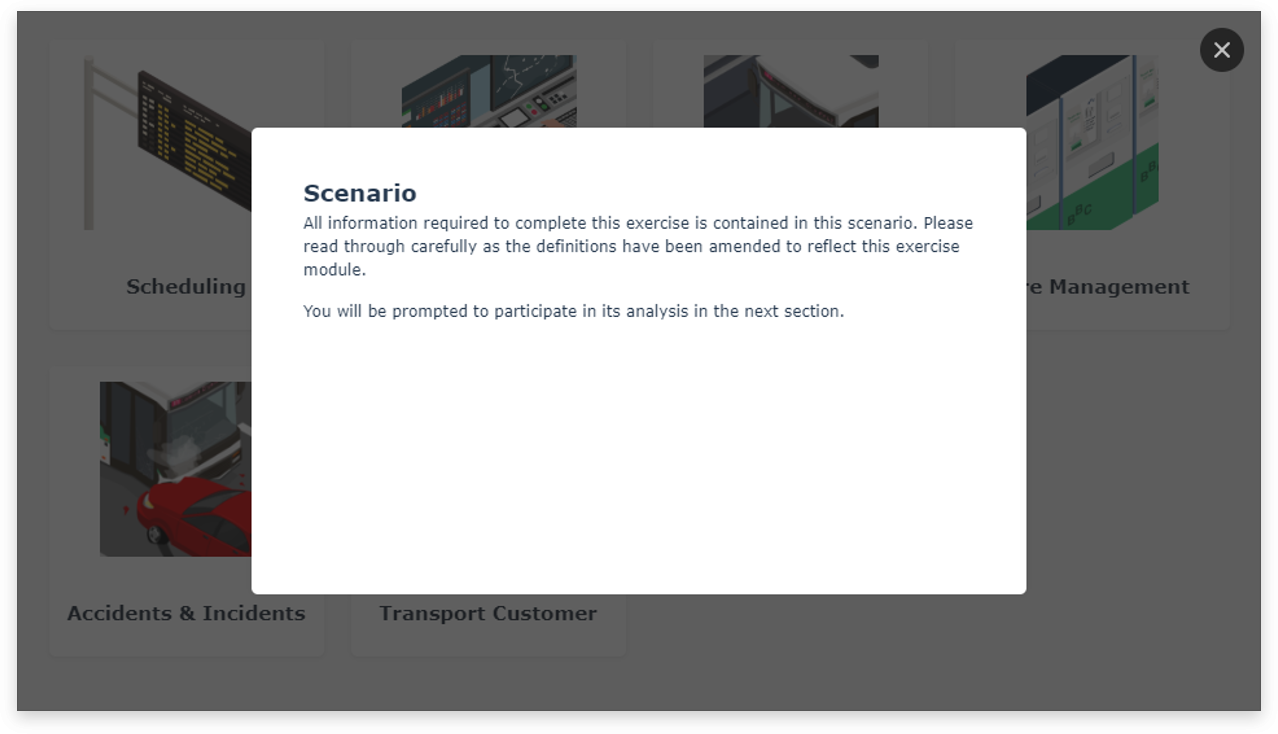 Scenario
All information required to complete this exercise is contained in this scenario. Please
read through carefully as the definitions have been amended to reflect this exercise
module.
You will be prompted to participate in its analysis in the next section.
Scheduling
Management
Accidents & Incidents
Transport Customer